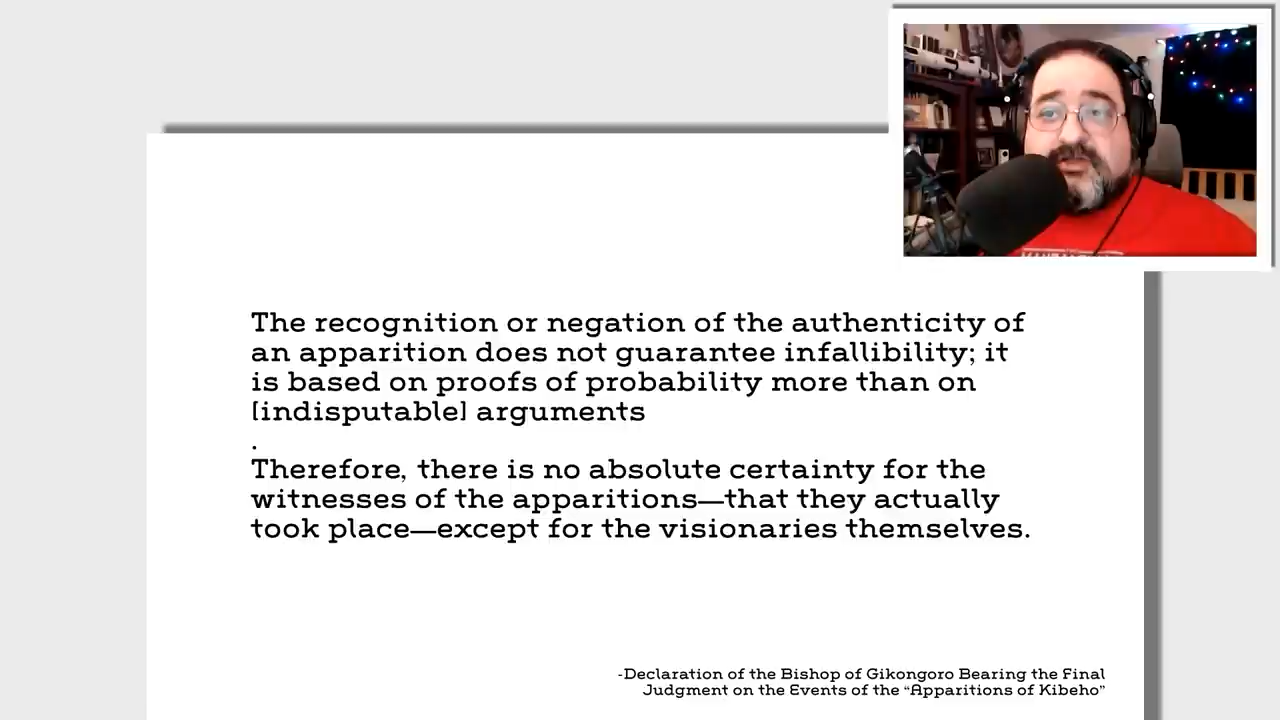 The recognition or negation of the authenticity of
an apparition does not guarantee infallibility; it
is based on proofs of probability more than on
[indisputable] arguments
.
Therefore, there is no absolute certainty for the
witnesses of the apparitions—that they actually
took place—except for the visionaries themselves.
-Declaration of the Bishop of Gikongoro Bearing the Final
Judgment on the Events of the “Apparitions of Kibeho”